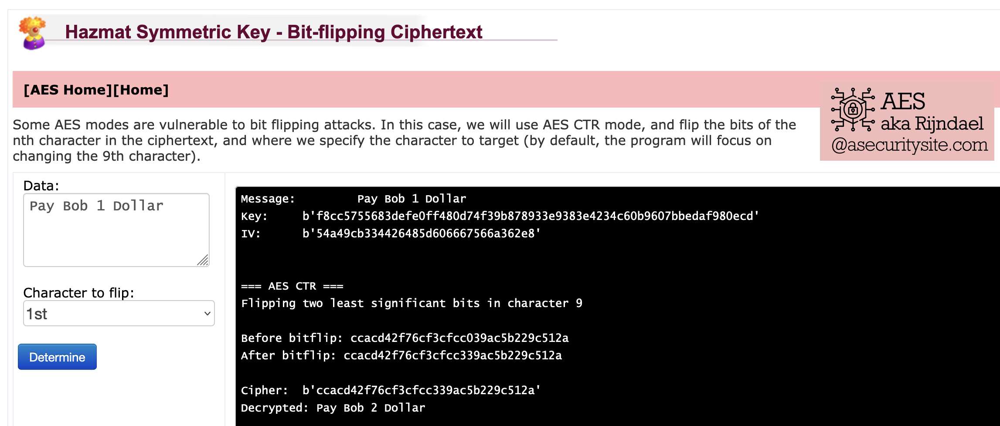 Hazmat Symmetric Key - Bit-flipping Ciphertext
[AES Home][Home]
AES
aka Rijndael
@asecuritysite.com
Some AES modes are vulnerable to bit flipping attacks. In this case, we will use AES CTR mode, and flip the bits of the
nth character in the ciphertext, and where we specify the character to target (by default, the program will focus on
changing the 9th character).
Data:
Pay Bob 1 Dollar
Character to flip:
1st
Determine
Message: Pay Bob 1 Dollar
Key: b'f8cc5755683defe0ff480d74f39b878933e9383e4234c60b9607bbedaf980ecd'
IV: b'54a49cb334426485d606667566a362e8'
=== AES CTR ===
Flipping two least significant bits in character 9
Before bitflip: ccacd42f76cf3cfcc039ac5b229c512a
After bitflip: ccacd42f76cf3cfcc339ac5b229c512a
Cipher: b'ccacd42f76cf3cfcc339ac5b229c512a'
Decrypted: Pay Bob 2 Dollar